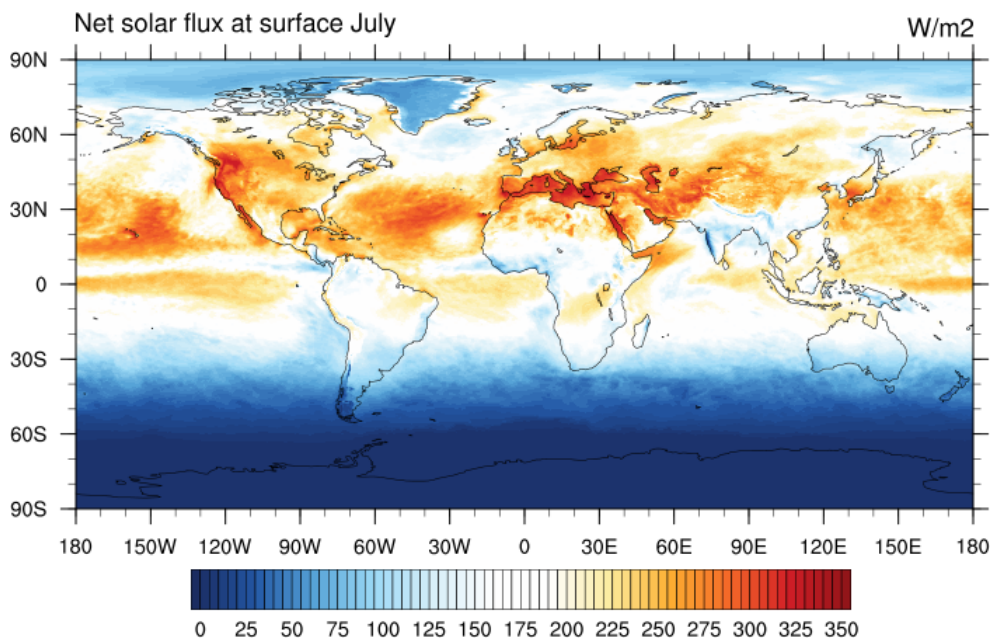 Net solar flux at surface July W/m2
90N
60N
30N
0
30S
60S
90S
180 150W 120W 90W 60W 30W 0 30E 60E 90E 120E 150E 180
0 25 50 75 100 125 150 175 200 225 250 275 300 325 350